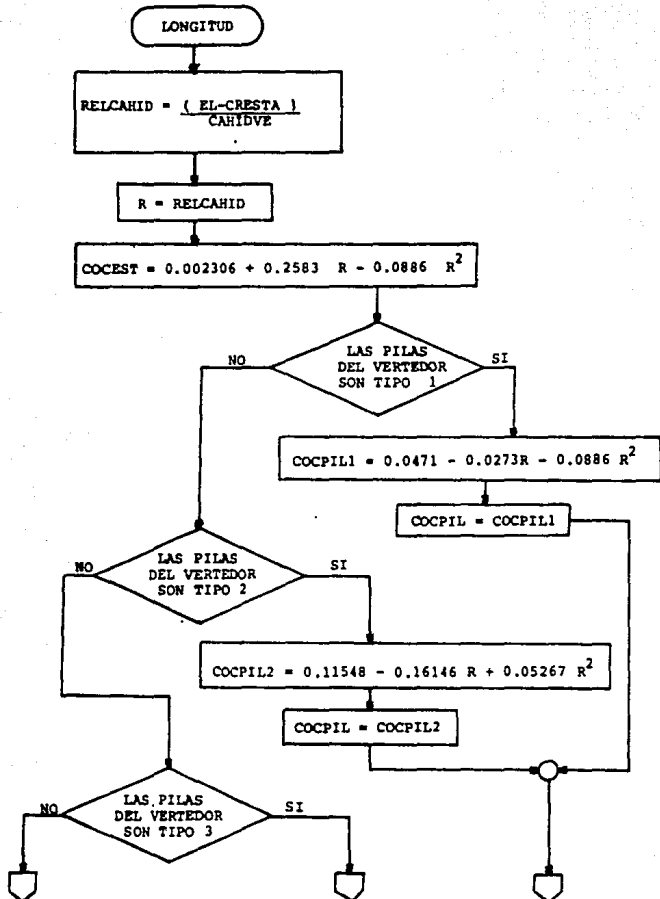 LONGITUD
RELCAHID = ( EL-CRESTA )
CAHIDVE
R = RELCAHID
COCEST = 0.002306 + 0.2583 R - 0.0886 R²
NO
LAS PILAS
DEL VERTEDOR
SON TIPO 1
SI
COCPIL1 = 0.0471 - 0.0273R - 0.0886 R²
COCPIL = COCPIL1
NO
LAS PILAS
DEL VERTEDOR
SON TIPO 2
SI
COCPIL2 = 0.11548 - 0.16146 R + 0.05267 R²
COCPIL = COCPIL2
NO
LAS PILAS
DEL VERTEDOR
SON TIPO 3
SI